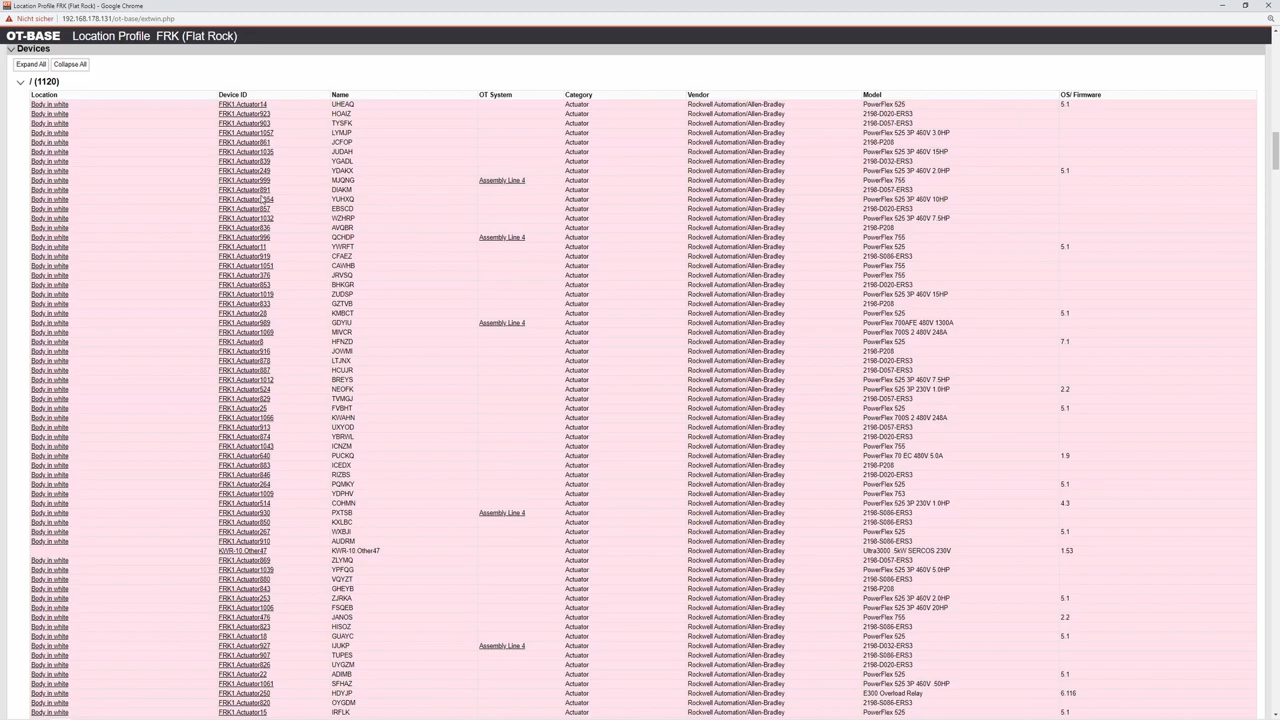 Location Profile FRK (Flat Rock) - Google Chrome
Nicht sicher 192.168.178.131/ot-base/extwin.php
OT-BASE Location Profile FRK (Flat Rock)
Devices
Expand All Collapse All
/ (1120)
Location Device ID Name OT System Category Vendor Model OS/ Firmware
Body in white FRK1.Actuator14 UHEAQ Actuator Rockwell Automation/Allen-Bradley PowerFlex 525 5.1
Body in white FRK1.Actuator923 HOAIZ Actuator Rockwell Automation/Allen-Bradley 2198-D020-ERS3
Body in white FRK1.Actuator903 TYSFK Actuator Rockwell Automation/Allen-Bradley 2198-D057-ERS3
Body in white FRK1.Actuator1057 LYMJP Actuator Rockwell Automation/Allen-Bradley PowerFlex 525 3P 460V 3.0HP
Body in white FRK1.Actuator861 JCFOP Actuator Rockwell Automation/Allen-Bradley 2198-P208
Body in white FRK1.Actuator1035 JUDAH Actuator Rockwell Automation/Allen-Bradley PowerFlex 525 3P 460V 15HP
Body in white FRK1.Actuator839 YGADL Actuator Rockwell Automation/Allen-Bradley 2198-D032-ERS3
Body in white FRK1.Actuator249 YDAKX Actuator Rockwell Automation/Allen-Bradley PowerFlex 525 3P 460V 2.0HP 5.1
Body in white FRK1.Actuator999 MJQNG Assembly Line 4 Actuator Rockwell Automation/Allen-Bradley PowerFlex 755
Body in white FRK1.Actuator891 DIAKM Actuator Rockwell Automation/Allen-Bradley 2198-D057-ERS3
Body in white YUHXQ Actuator Rockwell Automation/Allen-Bradley PowerFlex 525 3P 460V 10HP
Body in white FRK1.Actuator857 EBSCD Actuator Rockwell Automation/Allen-Bradley 2198-D020-ERS3
Body in white FRK1.Actuator1032 WZHRP Actuator Rockwell Automation/Allen-Bradley PowerFlex 525 3P 460V 7.5HP
Body in white FRK1.Actuator836 AVQBR Actuator Rockwell Automation/Allen-Bradley 2198-P208
Body in white FRK1.Actuator996 QCHDP Assembly Line 4 Actuator Rockwell Automation/Allen-Bradley PowerFlex 755
Body in white FRK1.Actuator11 YWRFT Actuator Rockwell Automation/Allen-Bradley PowerFlex 525 5.1
Body in white FRK1.Actuator919 CFAEZ Actuator Rockwell Automation/Allen-Bradley 2198-S086-ERS3
Body in white FRK1.Actuator1051 CAWHB Actuator Rockwell Automation/Allen-Bradley PowerFlex 755
Body in white FRK1.Actuator376 JRVSQ Actuator Rockwell Automation/Allen-Bradley PowerFlex 755
Body in white FRK1.Actuator853 BHKGR Actuator Rockwell Automation/Allen-Bradley 2198-D020-ERS3
Body in white FRK1.Actuator1019 ZUDSP Actuator Rockwell Automation/Allen-Bradley PowerFlex 525 3P 460V 15HP
Body in white FRK1.Actuator833 GZTVB Actuator Rockwell Automation/Allen-Bradley 2198-P208
Body in white FRK1.Actuator28 KMBCT Actuator Rockwell Automation/Allen-Bradley PowerFlex 525 5.1
Body in white FRK1.Actuator989 GDYIU Assembly Line 4 Actuator Rockwell Automation/Allen-Bradley PowerFlex 700AFE 480V 1300A
Body in white FRK1.Actuator1069 MIVCR Actuator Rockwell Automation/Allen-Bradley PowerFlex 700S 2 480V 248A
Body in white FRK1.Actuator8 HFNZD Actuator Rockwell Automation/Allen-Bradley PowerFlex 525 7.1
Body in white FRK1.Actuator916 JOWMI Actuator Rockwell Automation/Allen-Bradley 2198-P208
Body in white FRK1.Actuator878 LTJNX Actuator Rockwell Automation/Allen-Bradley 2198-D020-ERS3
Body in white FRK1.Actuator887 HCUJR Actuator Rockwell Automation/Allen-Bradley 2198-D057-ERS3
Body in white FRK1.Actuator1012 BREYS Actuator Rockwell Automation/Allen-Bradley PowerFlex 525 3P 460V 7.5HP
Body in white FRK1.Actuator524 NEOFK Actuator Rockwell Automation/Allen-Bradley PowerFlex 525 3P 230V 1.0HP 2.2
Body in white FRK1.Actuator829 TVMGJ Actuator Rockwell Automation/Allen-Bradley 2198-D057-ERS3
Body in white FRK1.Actuator25 FVBHT Actuator Rockwell Automation/Allen-Bradley PowerFlex 525 5.1
Body in white FRK1.Actuator1066 KWAHN Actuator Rockwell Automation/Allen-Bradley PowerFlex 700S 2 480V 248A
Body in white FRK1.Actuator913 UXYOD Actuator Rockwell Automation/Allen-Bradley 2198-D057-ERS3
Body in white FRK1.Actuator874 YBRWL Actuator Rockwell Automation/Allen-Bradley 2198-D020-ERS3
Body in white FRK1.Actuator1043 ICNZM Actuator Rockwell Automation/Allen-Bradley PowerFlex 755
Body in white FRK1.Actuator640 PUCKQ Actuator Rockwell Automation/Allen-Bradley PowerFlex 70 EC 480V 5.0A 1.9
Body in white FRK1.Actuator883 ICEDX Actuator Rockwell Automation/Allen-Bradley 2198-P208
Body in white FRK1.Actuator846 RIZBS Actuator Rockwell Automation/Allen-Bradley 2198-D020-ERS3
Body in white FRK1.Actuator264 PQMKY Actuator Rockwell Automation/Allen-Bradley PowerFlex 525 5.1
Body in white FRK1.Actuator1009 YDPHV Actuator Rockwell Automation/Allen-Bradley PowerFlex 753
Body in white FRK1.Actuator514 COHMN Actuator Rockwell Automation/Allen-Bradley PowerFlex 525 3P 230V 1.0HP 4.3
Body in white FRK1.Actuator930 PXTSB Assembly Line 4 Actuator Rockwell Automation/Allen-Bradley 2198-S086-ERS3
Body in white FRK1.Actuator850 KXLBC Actuator Rockwell Automation/Allen-Bradley 2198-S086-ERS3
Body in white FRK1.Actuator267 WXBJI Actuator Rockwell Automation/Allen-Bradley PowerFlex 525 5.1
Body in white FRK1.Actuator910 AUDRM Actuator Rockwell Automation/Allen-Bradley 2198-S086-ERS3
KWR-10.Other47 KWR-10.Other47 Actuator Rockwell Automation/Allen-Bradley Ultra3000 5kW SERCOS 230V 1.53
Body in white FRK1.Actuator869 ZLYMQ Actuator Rockwell Automation/Allen-Bradley 2198-D057-ERS3
Body in white FRK1.Actuator1039 YPFQG Actuator Rockwell Automation/Allen-Bradley PowerFlex 525 3P 460V 5.0HP
Body in white FRK1.Actuator880 VQYZT Actuator Rockwell Automation/Allen-Bradley 2198-S086-ERS3
Body in white FRK1.Actuator843 GHEYB Actuator Rockwell Automation/Allen-Bradley 2198-P208
Body in white FRK1.Actuator253 ZJRKA Actuator Rockwell Automation/Allen-Bradley PowerFlex 525 3P 460V 2.0HP 5.1
Body in white FRK1.Actuator1006 FSQEB Actuator Rockwell Automation/Allen-Bradley PowerFlex 525 3P 460V 20HP
Body in white FRK1.Actuator476 JANOS Actuator Rockwell Automation/Allen-Bradley PowerFlex 755 2.2
Body in white FRK1.Actuator823 HISOZ Actuator Rockwell Automation/Allen-Bradley 2198-S086-ERS3
Body in white FRK1.Actuator18 GUAYC Actuator Rockwell Automation/Allen-Bradley PowerFlex 525 5.1
Body in white FRK1.Actuator927 IJUKP Assembly Line 4 Actuator Rockwell Automation/Allen-Bradley 2198-D032-ERS3
Body in white FRK1.Actuator907 TUPES Actuator Rockwell Automation/Allen-Bradley 2198-S086-ERS3
Body in white FRK1.Actuator826 UYGZM Actuator Rockwell Automation/Allen-Bradley 2198-D020-ERS3
Body in white FRK1.Actuator22 ADIMB Actuator Rockwell Automation/Allen-Bradley PowerFlex 525 5.1
Body in white FRK1.Actuator1061 SFHAZ Actuator Rockwell Automation/Allen-Bradley PowerFlex 525 3P 460V .50HP
Body in white FRK1.Actuator250 HDYJP Actuator Rockwell Automation/Allen-Bradley E300 Overload Relay 6.116
Body in white FRK1.Actuator820 OYGDM Actuator Rockwell Automation/Allen-Bradley 2198-S086-ERS3
Body in white FRK1.Actuator15 IRFLK Actuator Rockwell Automation/Allen-Bradley PowerFlex 525 5.1